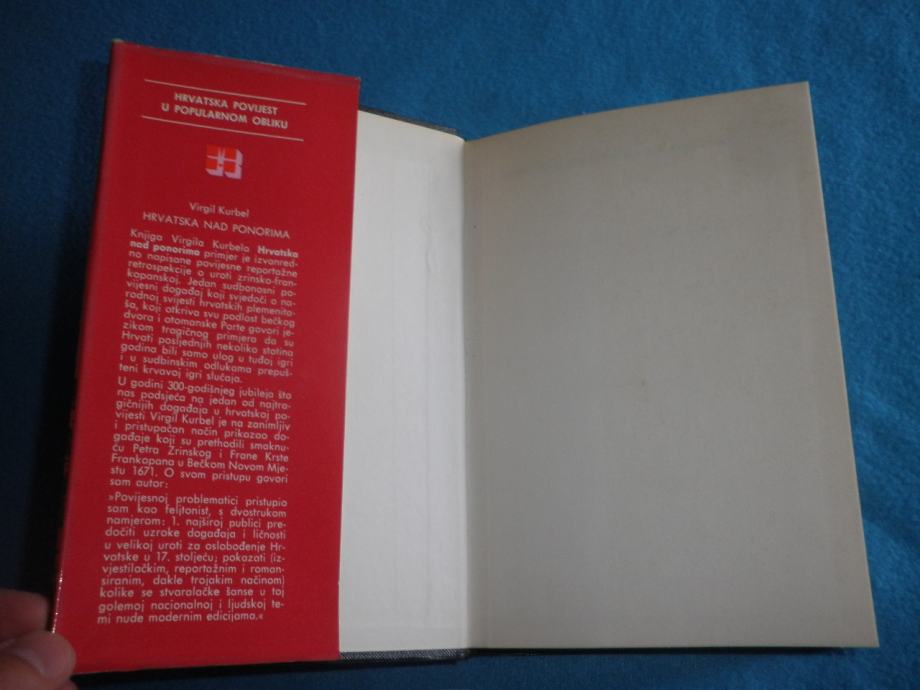 HRVATSKA POVIJEST
U POPULARNOM OBLIKU
Virgil Kurbel
HRVATSKA NAD PONORIMA
Knjiga Virgila Kurbela Hrvatska
nad ponorima primjer je izvanred-
no napisane povijesne reportažne
retrospekcije o uroti zrinsko-fran-
kopanskoj. Jedan sudbonosni po-
vijesni događaj koji svjedoči o na-
rodnoj svijesti hrvatskih plemenita-
ša, koji otkriva svu podlost bečkog
dvora i otomanske Porte govori je-
zikom tragičnog primjera da su
Hrvati posljednjih nekoliko stotina
godina bili samo ulog u tuđoj igri
i u sudbinskim odlukama prepuš-
teni krvavoj igri slučaja.
U godini 300-godišnjeg jubileja što
nas podsjeća na jedan od najtra-
gičnijih događaja u hrvatskoj po-
vijesti Virgil Kurbel je na zanimljiv
i pristupačan način prikazao do-
gađaje koji su prethodili smaknu-
ću Petra Zrinskog i Frane Krste
Frankopana u Bečkom Novom Mje-
stu 1671. O svom pristupu govori
sam autor:
»Povijesnoj problematici pristupio
sam kao feljtonist, s dvostrukom
namjerom: 1. najširoj publici pre-
dočiti uzroke događaja i ličnosti
u velikoj uroti za oslobođenje Hr-
vatske u 17. stoljeću; pokazati (iz-
vjestilačkim, reportažnim i roman-
siranim, dakle trojakim načinom)
kolike se stvaralačke šanse u toj
golemoj nacionalnoj i ljudskoj te-
mi nude modernim edicijama.«